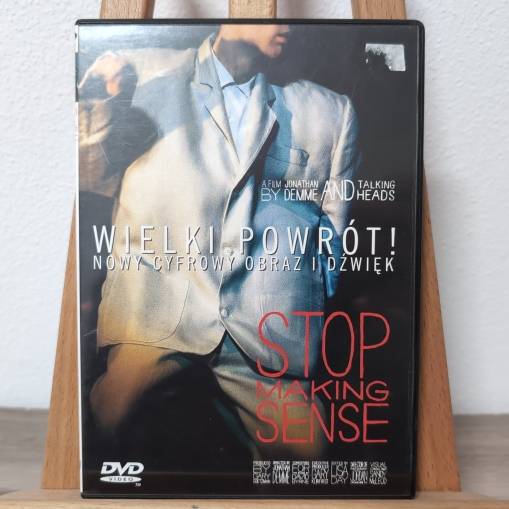 A FILM JONATHAN AND TALKING
BY DEMME HEADS
WIELKI POWRÓT!
NOWY CYFROWY OBRAZ I DŹWIĘK
STOP
MAKING
SENSE
DVD
VIDEO